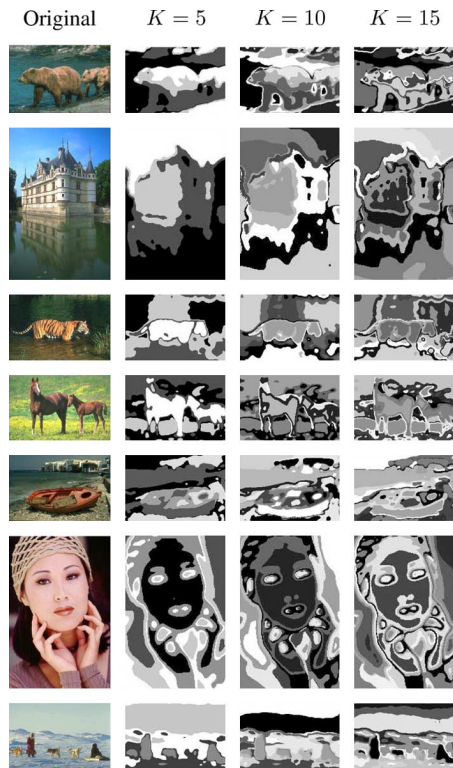 Original K = 5 K = 10 K = 15